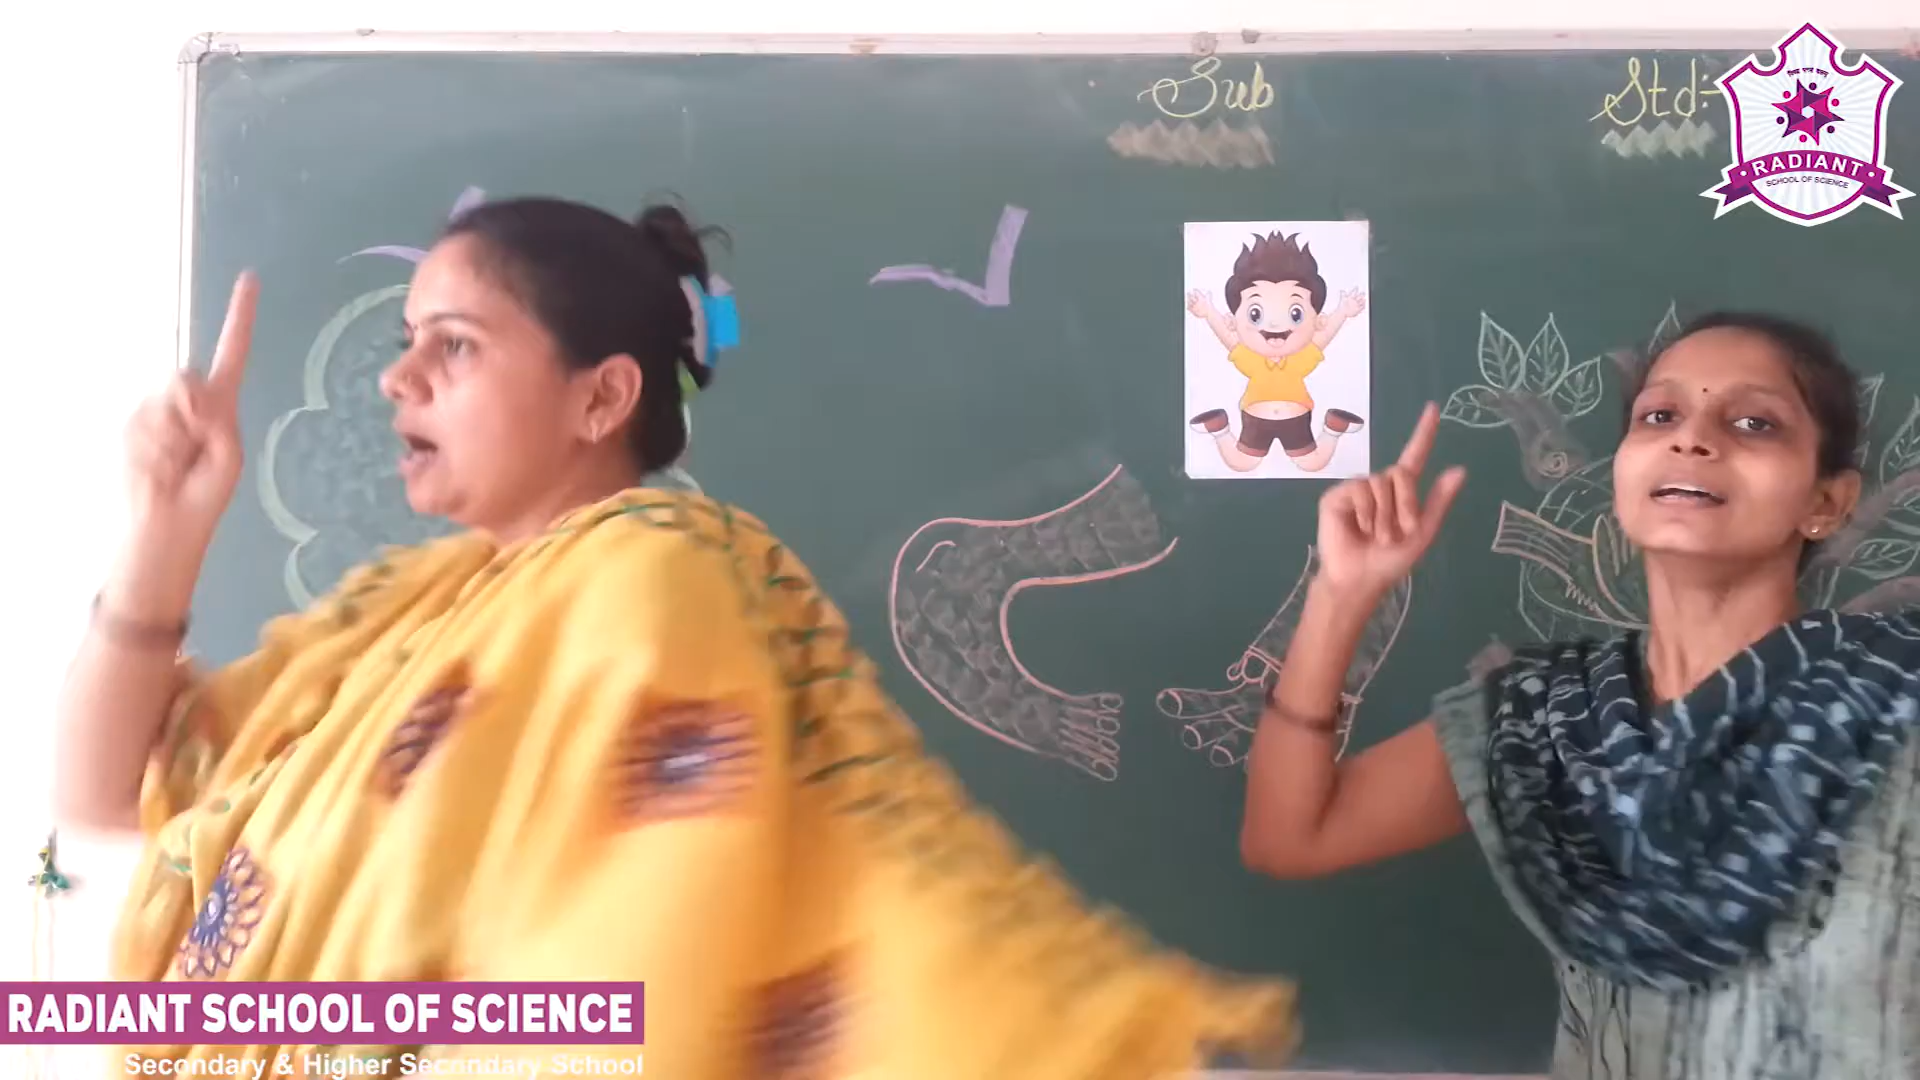 Sub
Std:-
RADIANT
SCHOOL OF SCIENCE
RADIANT SCHOOL OF SCIENCE
Secondary & Higher Secondary School